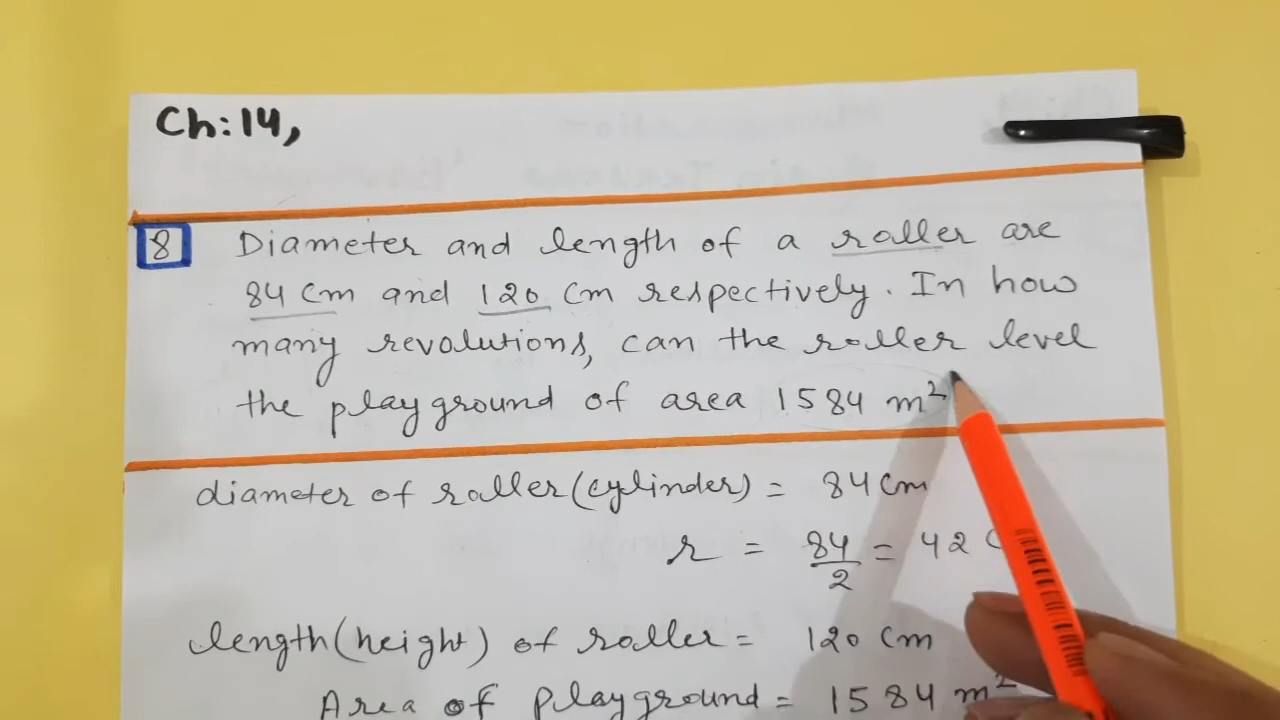 Ch:14,
8 Diameter and length of a roller are
84 cm and 120 cm respectively. In how
many revolutions, can the roller level
the playground of area 1584 m²
diameter of roller(cylinder) = 84 cm
r = 84/2 = 42 c
length(height) of roller = 120 cm
Area of playground = 1584 m²